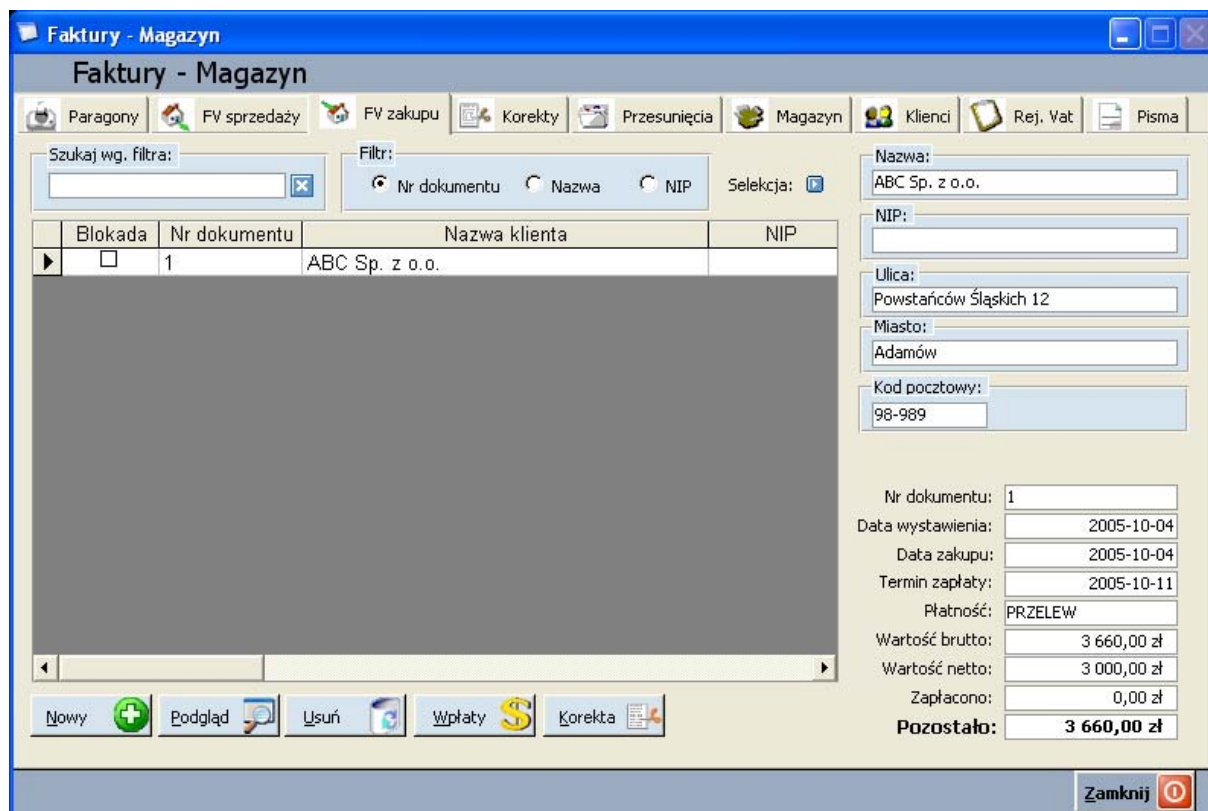 Faktury - Magazyn
Faktury - Magazyn
Paragony FV sprzedaży FV zakupu Korekty Przesunięcia Magazyn Klienci Rej. Vat Pisma
Szukaj wg. filtra:
Filtr:
Nr dokumentu Nazwa NIP
Selekcja:
Blokada Nr dokumentu Nazwa klienta NIP
1 ABC Sp. z o.o.
Nazwa:
ABC Sp. z o.o.
NIP:
Ulica:
Powstańców Śląskich 12
Miasto:
Adamów
Kod pocztowy:
98-989
Nr dokumentu: 1
Data wystawienia: 2005-10-04
Data zakupu: 2005-10-04
Termin zapłaty: 2005-10-11
Płatność: PRZELEW
Wartość brutto: 3 660,00 zł
Wartość netto: 3 000,00 zł
Zapłacono: 0,00 zł
Pozostało: 3 660,00 zł
Nowy Podgląd Usuń Wpłaty Korekta
Zamknij